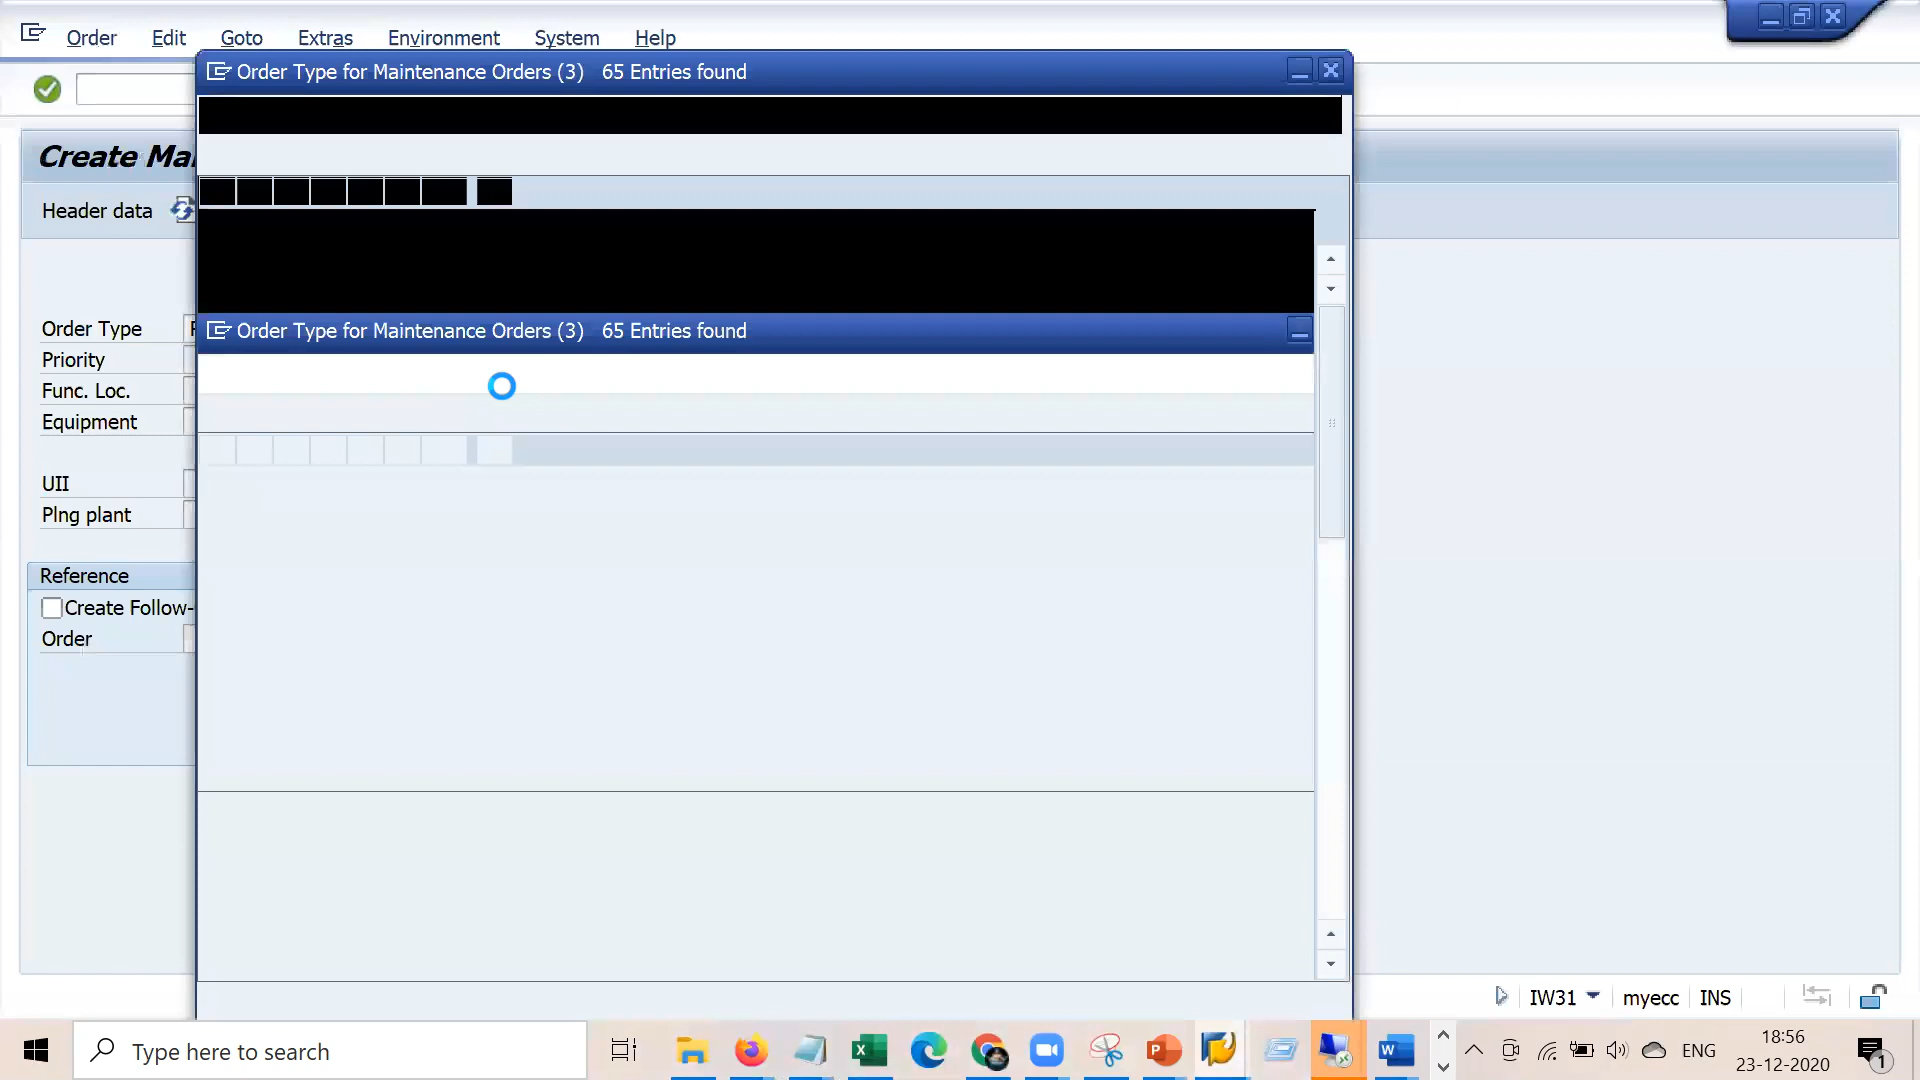 Order Edit Goto Extras Environment System Help
Order Type for Maintenance Orders (3) 65 Entries found
Create Ma
Header data
Order Type for Maintenance Orders (3) 65 Entries found
Order Type
Priority
Func. Loc.
Equipment
UII
Plng plant
Reference
Create Follow-
Order
IW31 myecc INS
Type here to search
ENG
18:56
23-12-2020
1